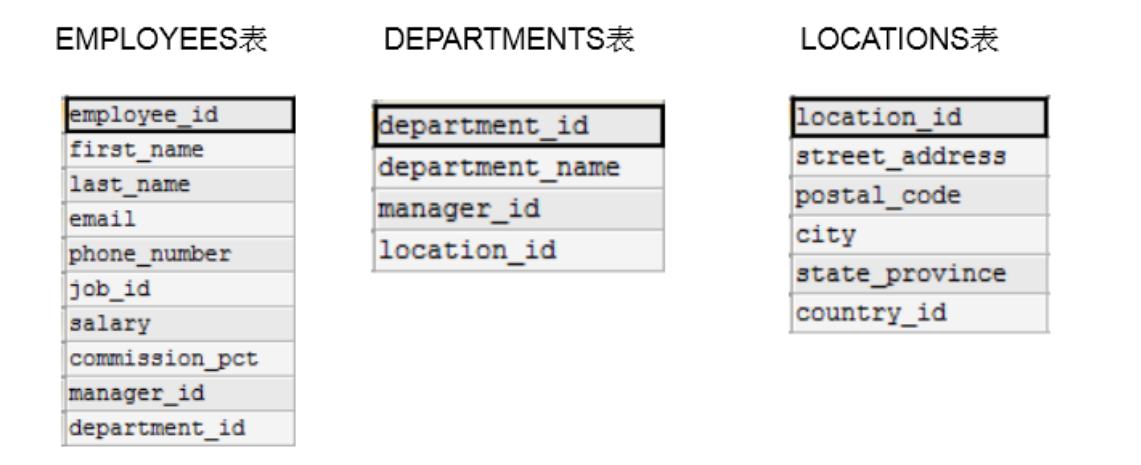 EMPLOYEES表
employee_id
first_name
last_name
email
phone_number
job_id
salary
commission_pct
manager_id
department_id
DEPARTMENTS表
department_id
department_name
manager_id
location_id
LOCATIONS表
location_id
street_address
postal_code
city
state_province
country_id